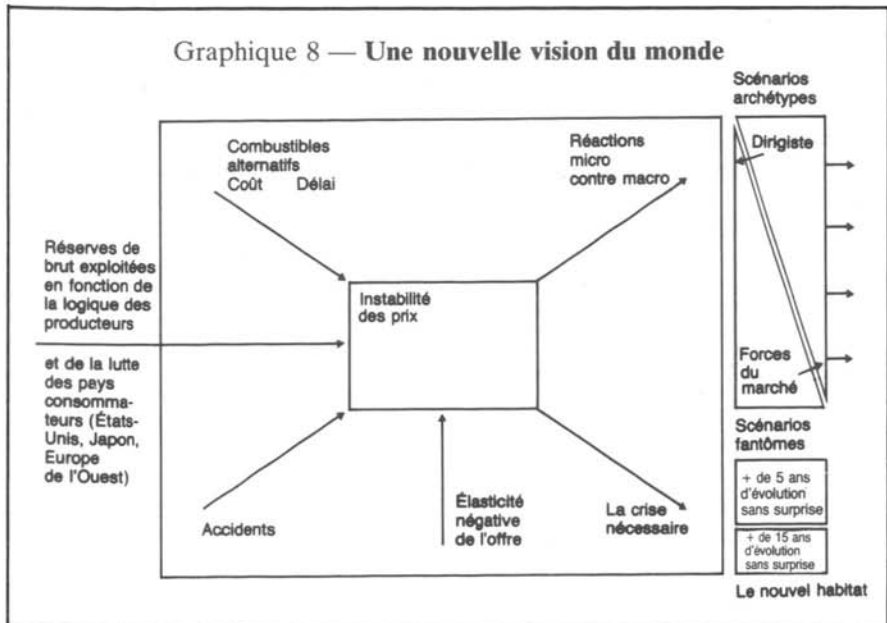 Graphique 8 — Une nouvelle vision du monde
Scénarios
archétypes
Combustibles
alternatifs
Coût Délai
Réactions
micro
contre macro
Dirigiste
Réserves de
brut exploitées
en fonction de
la logique des
producteurs
et de la lutte
des pays
consomma-
teurs (États-
Unis, Japon,
Europe
de l'Ouest)
Instabilité
des prix
Forces
du
marché
Accidents
Élasticité
négative
de l'offre
La crise
nécessaire
Scénarios
fantômes
+ de 5 ans
d'évolution
sans surprise
+ de 15 ans
d'évolution
sans surprise
Le nouvel habitat